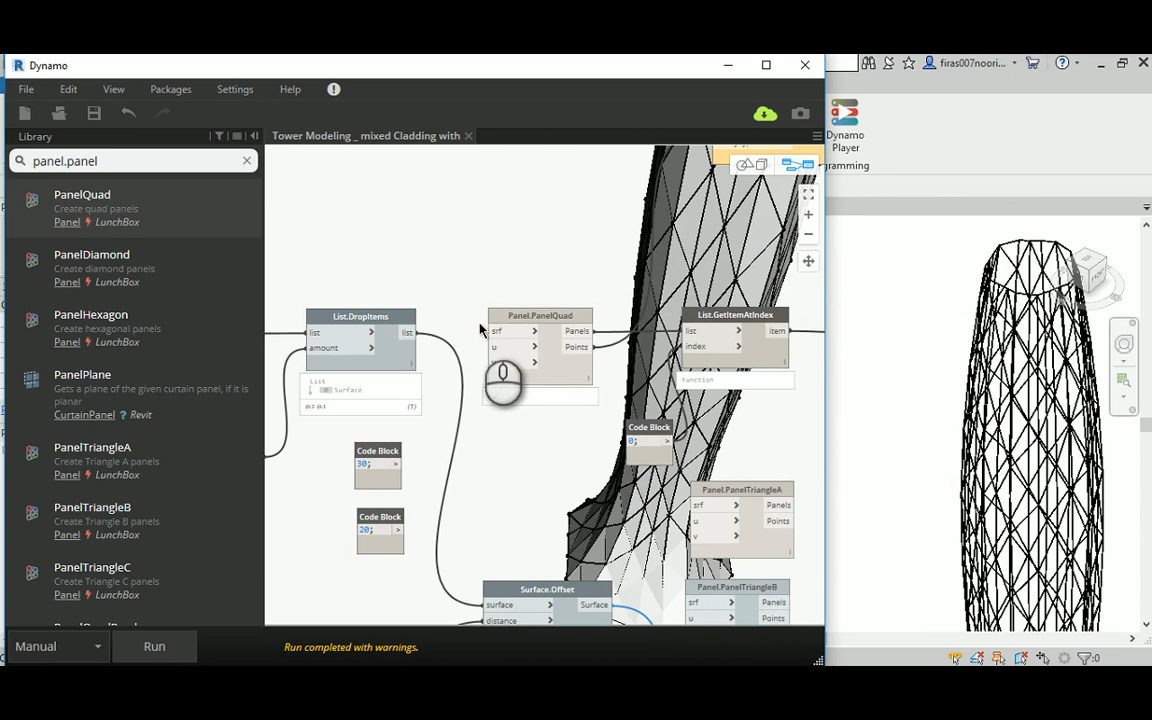 Dynamo
firas007noori...
File Edit View Packages Settings Help
Library
Tower Modeling _ mixed Cladding with
Dynamo
Player
gramming
panel.panel
PanelQuad
Create quad panels
Panel LunchBox
PanelDiamond
Create diamond panels
Panel LunchBox
PanelHexagon
Create hexagonal panels
Panel LunchBox
PanelPlane
Gets a plane of the given curtain panel, if it is
planar
CurtainPanel ? Revit
PanelTriangleA
Create Triangle A panels
Panel LunchBox
PanelTriangleB
Create Triangle B panels
Panel LunchBox
PanelTriangleC
Create Triangle C panels
Panel LunchBox
List.DropItems
list > list
amount >
List
Surface
@L2 @L1 {1}
Panel.PanelQuad
srf > Panels
u > Points
>
List.GetItemAtIndex
list > item
index >
Function
Code Block
30; >
Code Block
20; >
Code Block
0; >
Panel.PanelTriangleA
srf > Panels
u > Points
v >
Panel.PanelTriangleB
srf > Panels
u > Points
Surface.Offset
surface > Surface
distance >
Manual
Run
Run completed with warnings.
:0